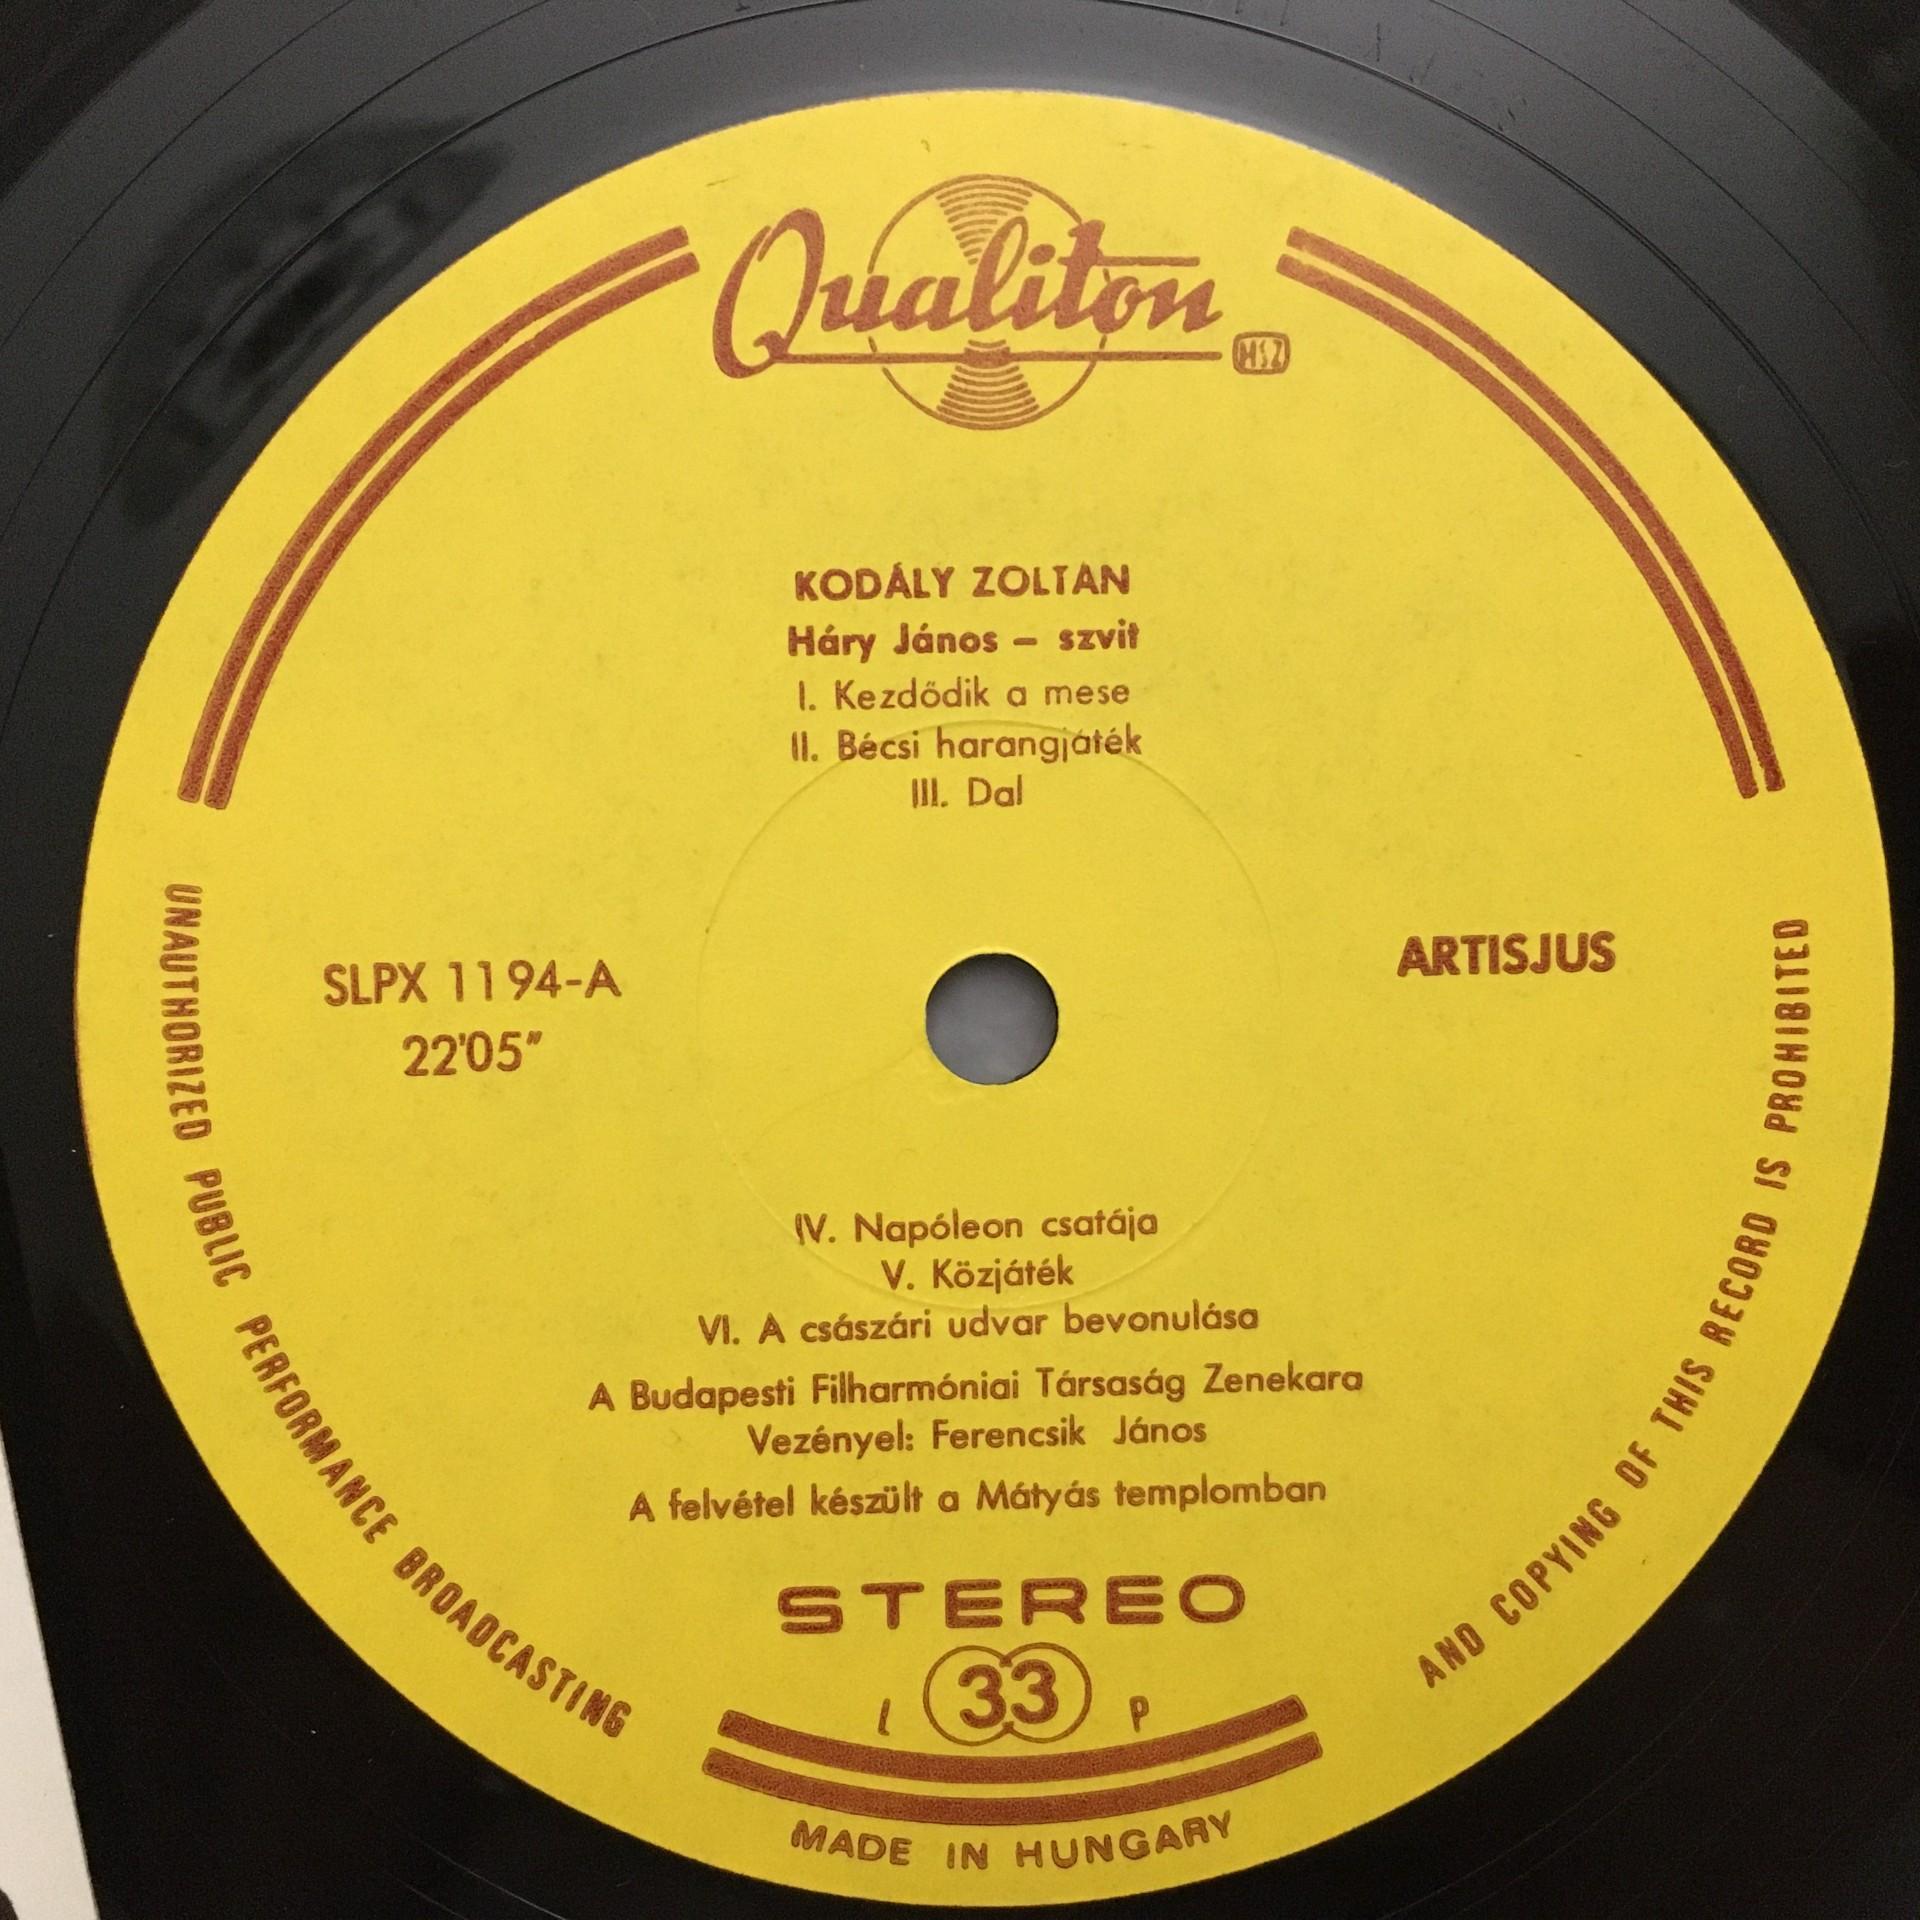 Qualiton
HSZ
KODÁLY ZOLTAN
Háry János – szvit
I. Kezdődik a mese
II. Bécsi harangjáték
III. Dal
SLPX 1194-A
22'05"
ARTISJUS
IV. Napóleon csatája
V. Közjáték
VI. A császári udvar bevonulása
A Budapesti Filharmóniai Társaság Zenekara
Vezényel: Ferencsik János
A felvétel készült a Mátyás templomban
STEREO
L 33 P
MADE IN HUNGARY
UNAUTHORIZED PUBLIC PERFORMANCE BROADCASTING
AND COPYING OF THIS RECORD IS PROHIBITED